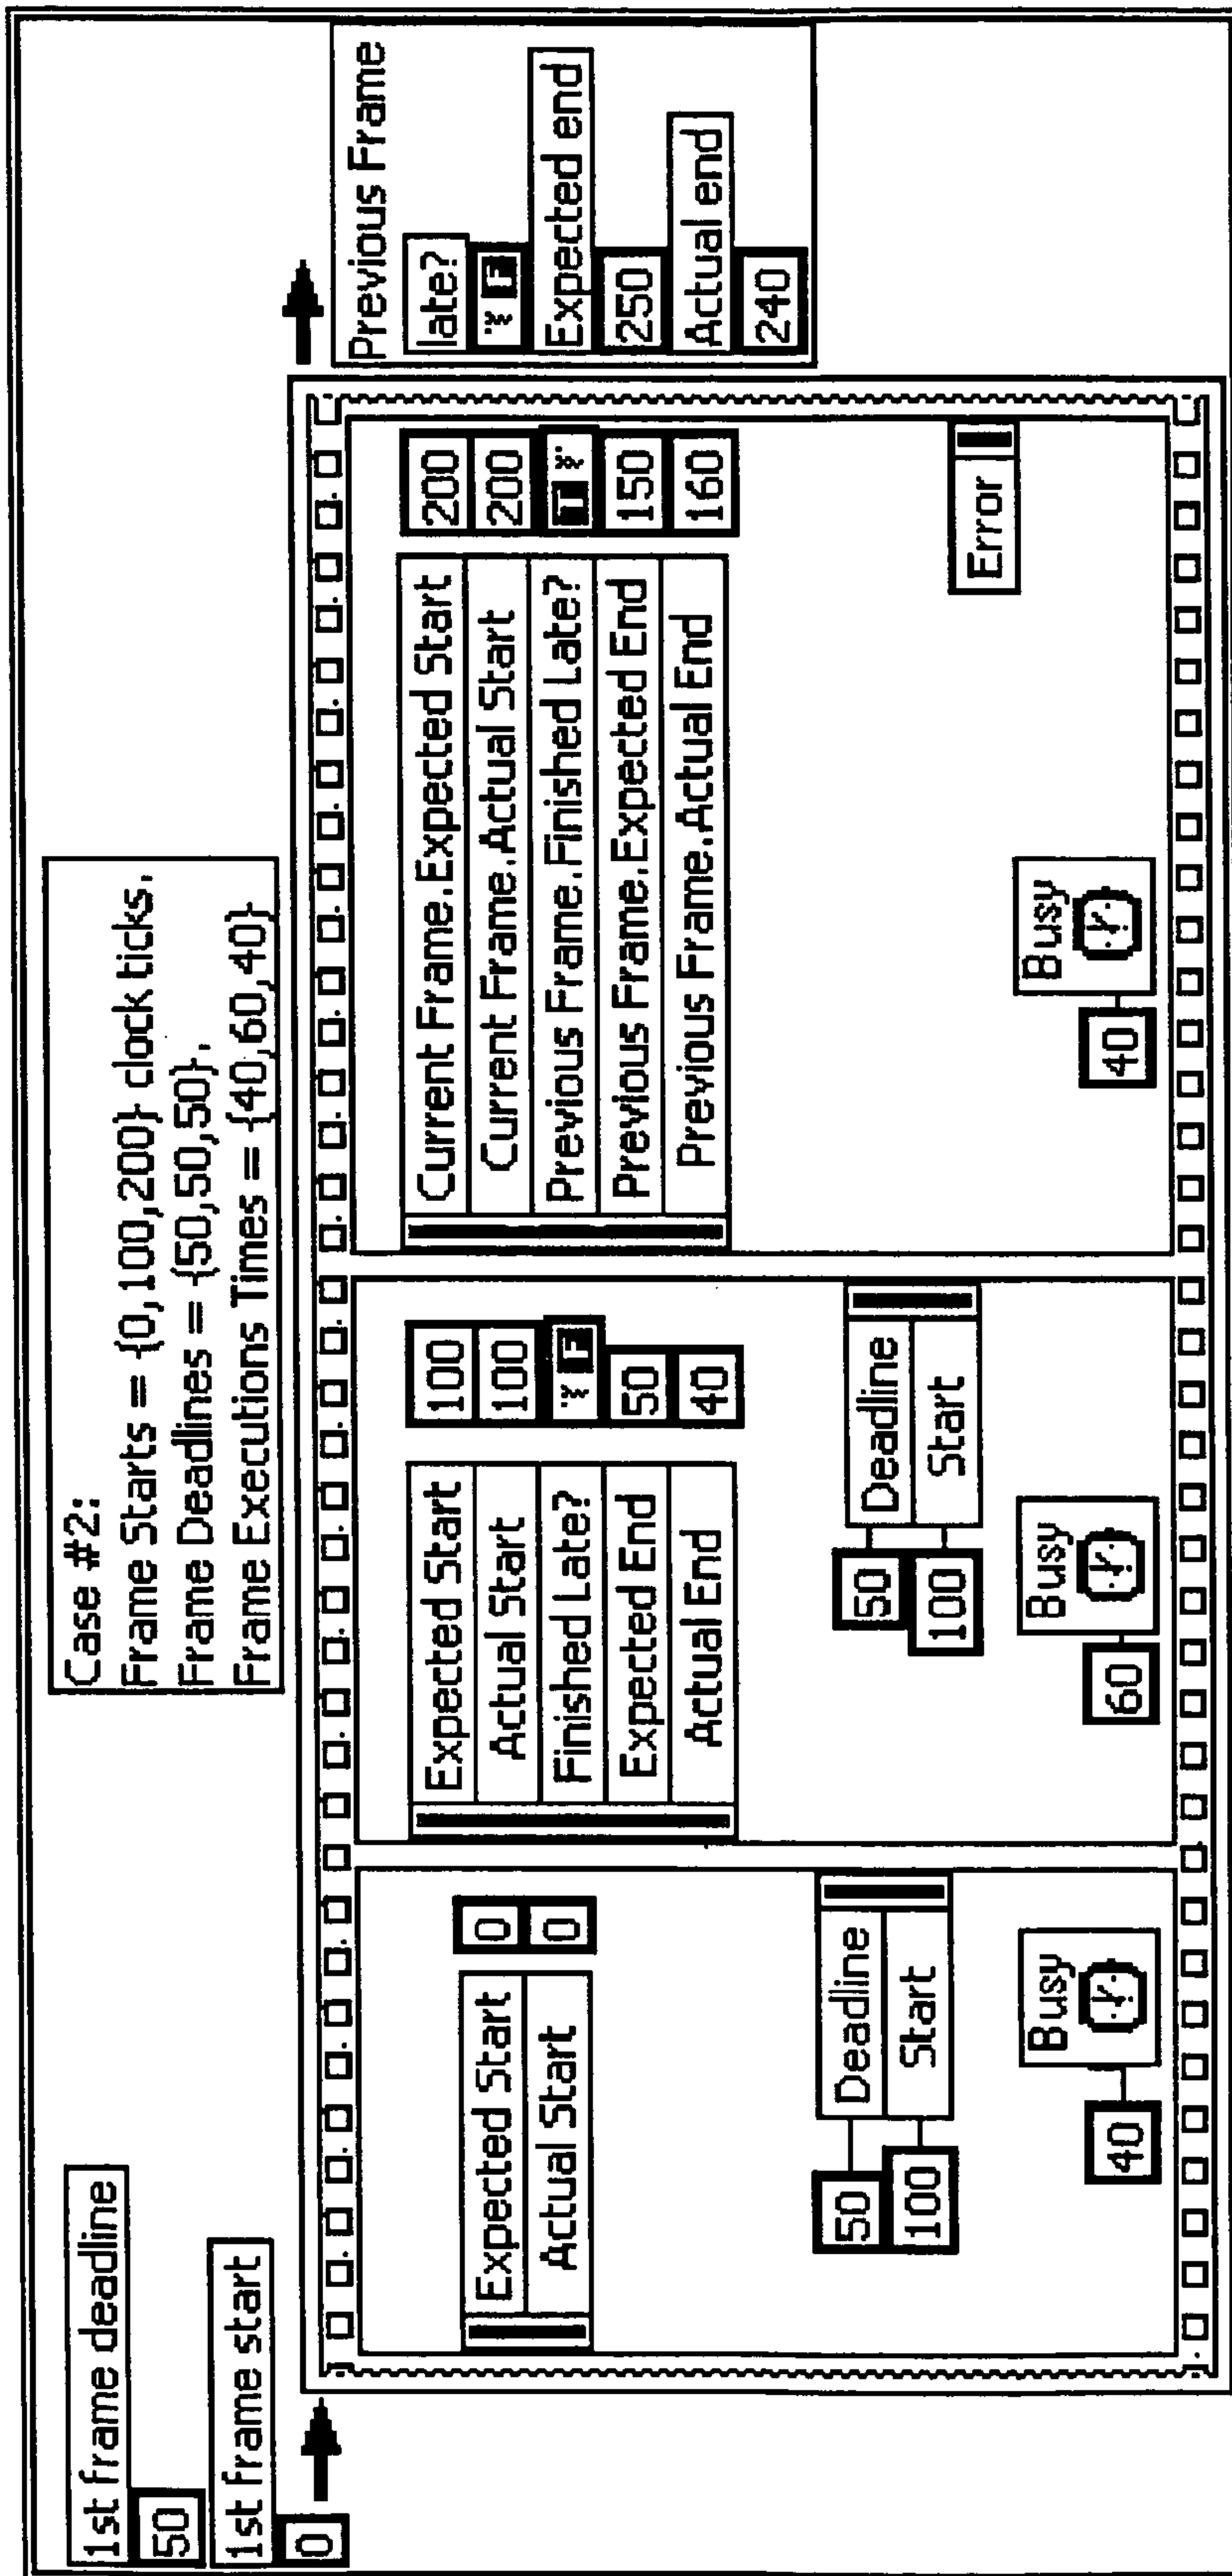 Case #2:
Frame Starts = {0,100,200} clock ticks.
Frame Deadlines = {50,50,50}.
Frame Executions Times = {40,60,40}
1st frame deadline
50
1st frame start
0
Expected Start
0
Actual Start
0
50
Deadline
100
Start
Busy
40
Expected Start
100
Actual Start
100
Finished Late?
F
Expected End
50
Actual End
40
50
Deadline
100
Start
Busy
60
Current Frame.Expected Start
200
Current Frame.Actual Start
200
Previous Frame.Finished Late?
T
Previous Frame.Expected End
150
Previous Frame.Actual End
160
Error
Busy
40
Previous Frame
late?
F
Expected end
250
Actual end
240